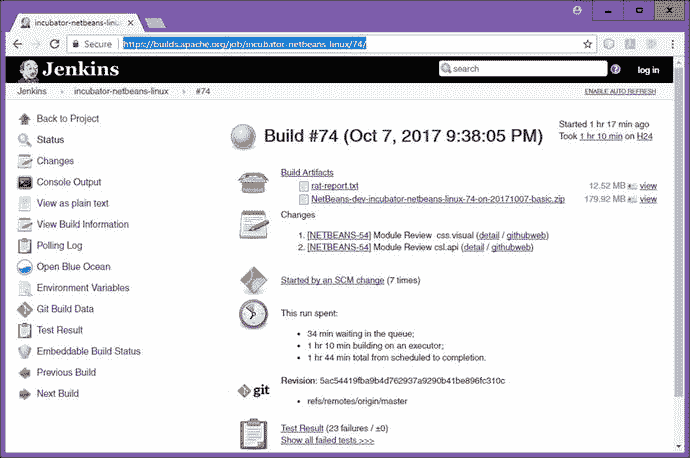 incubator-netbeans-linu
Secure
https://builds.apache.org/job/incubator-netbeans-linux/74/
Jenkins
search
log in
Jenkins
incubator-netbeans-linux
#74
ENABLE AUTO REFRESH
Back to Project
Status
Changes
Console Output
View as plain text
View Build Information
Polling Log
Open Blue Ocean
Environment Variables
Git Build Data
Test Result
Embeddable Build Status
Previous Build
Next Build
Build #74 (Oct 7, 2017 9:38:05 PM)
Started 1 hr 17 min ago
Took 1 hr 10 min on H24
Build Artifacts
rat-report.txt 12.52 MB view
NetBeans-dev-incubator-netbeans-linux-74-on-20171007-basic.zip 179.92 MB view
Changes
1. [NETBEANS-54] Module Review css.visual (detail / githubweb)
2. [NETBEANS-54] Module Review csl.api (detail / githubweb)
Started by an SCM change (7 times)
This run spent:
34 min waiting in the queue;
1 hr 10 min building on an executor;
1 hr 44 min total from scheduled to completion.
git
Revision: 5ac54419fba9b4d762937a9290b41be896fc310c
refs/remotes/origin/master
Test Result (23 failures / ±0)
Show all failed tests >>>